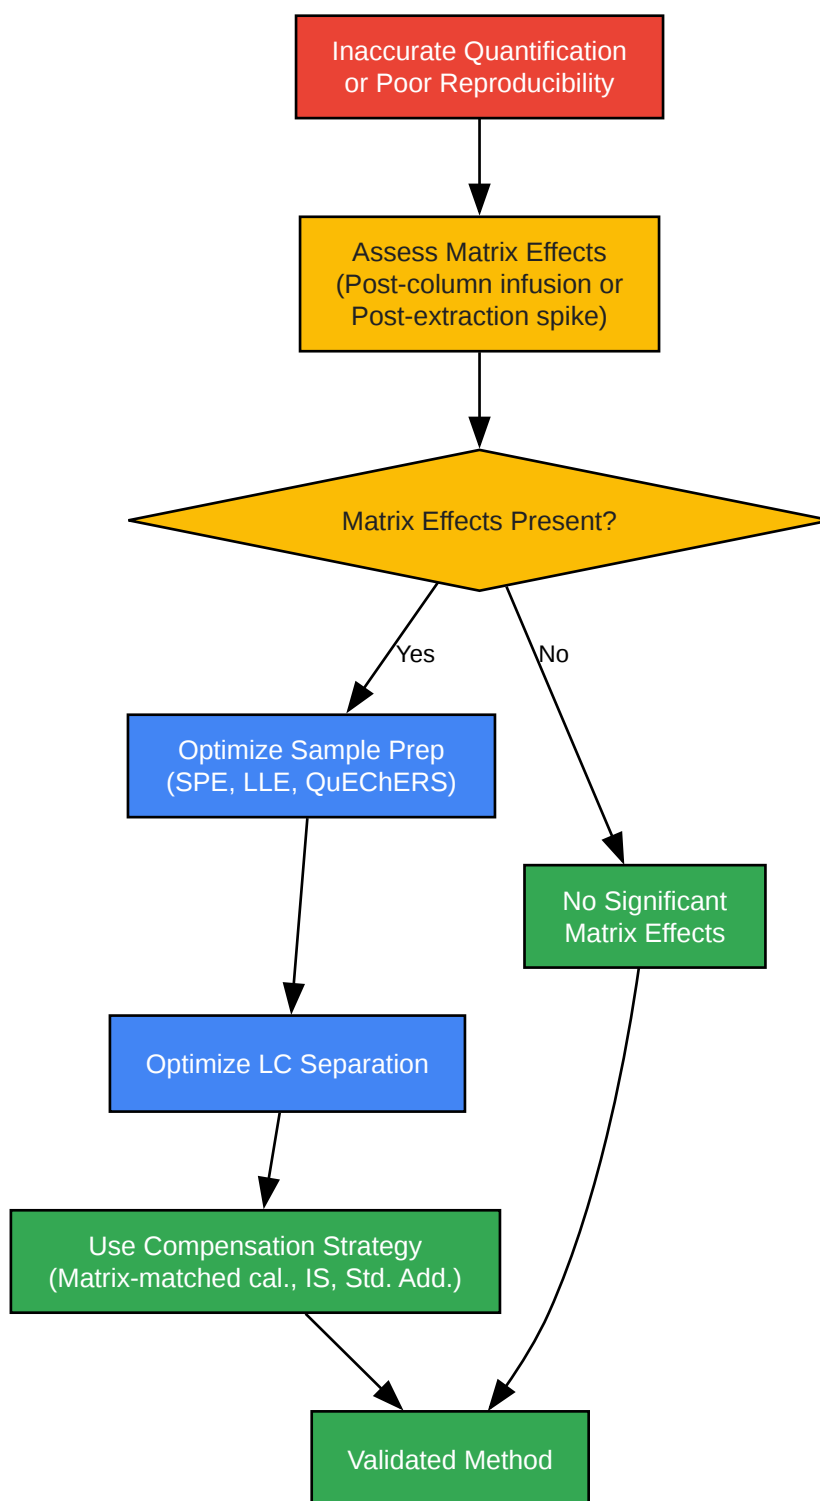 Inaccurate Quantification
or Poor Reproducibility
Assess Matrix Effects
(Post-column infusion or
Post-extraction spike)
Matrix Effects Present?
Yes
No
Optimize Sample Prep
(SPE, LLE, QuEChERS)
No Significant
Matrix Effects
Optimize LC Separation
Use Compensation Strategy
(Matrix-matched cal., IS, Std. Add.)
Validated Method